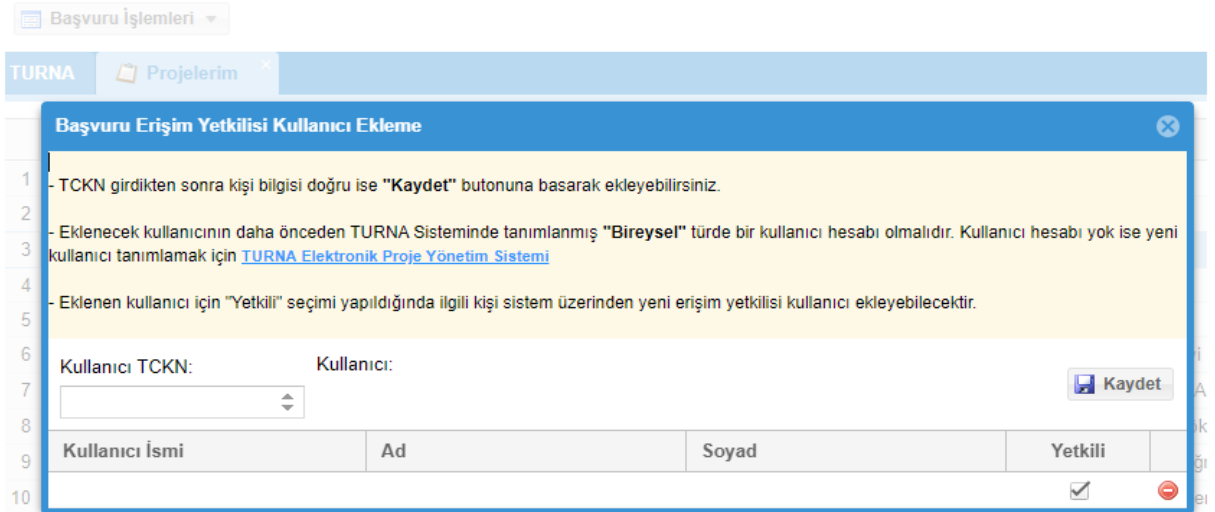 Başvuru İşlemleri
TURNA Projelerim
Başvuru Erişim Yetkilisi Kullanıcı Ekleme
1
- TCKN girdikten sonra kişi bilgisi doğru ise "Kaydet" butonuna basarak ekleyebilirsiniz.
2
- Eklenecek kullanıcının daha önceden TURNA Sisteminde tanımlanmış "Bireysel" türde bir kullanıcı hesabı olmalıdır. Kullanıcı hesabı yok ise yeni
3
kullanıcı tanımlamak için TURNA Elektronik Proje Yönetim Sistemi
4
- Eklenen kullanıcı için "Yetkili" seçimi yapıldığında ilgili kişi sistem üzerinden yeni erişim yetkilisi kullanıcı ekleyebilecektir.
5
6
Kullanıcı TCKN: Kullanıcı:
7
Kaydet
8
Kullanıcı İsmi Ad Soyad Yetkili
9
10